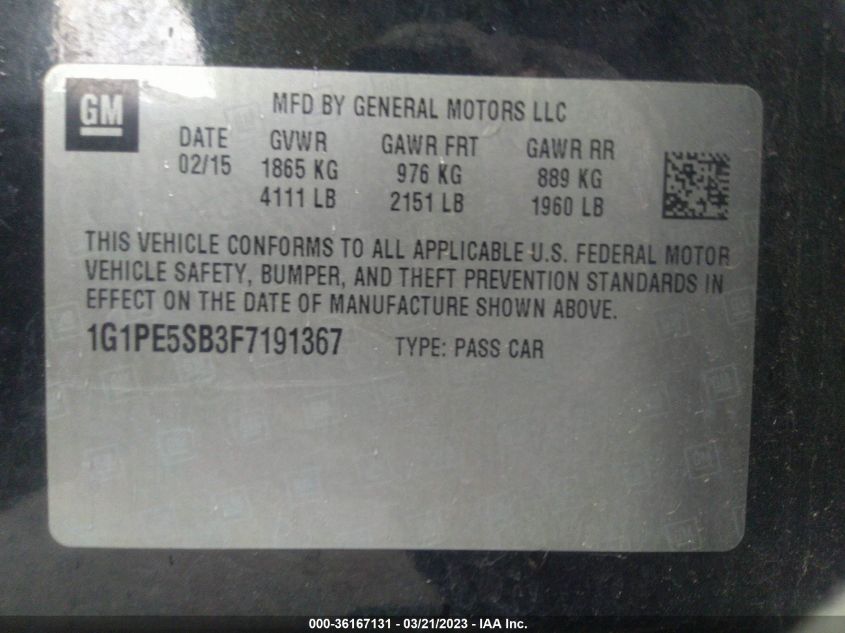 GM
MFD BY GENERAL MOTORS LLC
DATE GVWR GAWR FRT GAWR RR
02/15 1865 KG 976 KG 889 KG
4111 LB 2151 LB 1960 LB
THIS VEHICLE CONFORMS TO ALL APPLICABLE U.S. FEDERAL MOTOR
VEHICLE SAFETY, BUMPER, AND THEFT PREVENTION STANDARDS IN
EFFECT ON THE DATE OF MANUFACTURE SHOWN ABOVE.
1G1PE5SB3F7191367 TYPE: PASS CAR
000-36167131 - 03/21/2023 - IAA Inc.